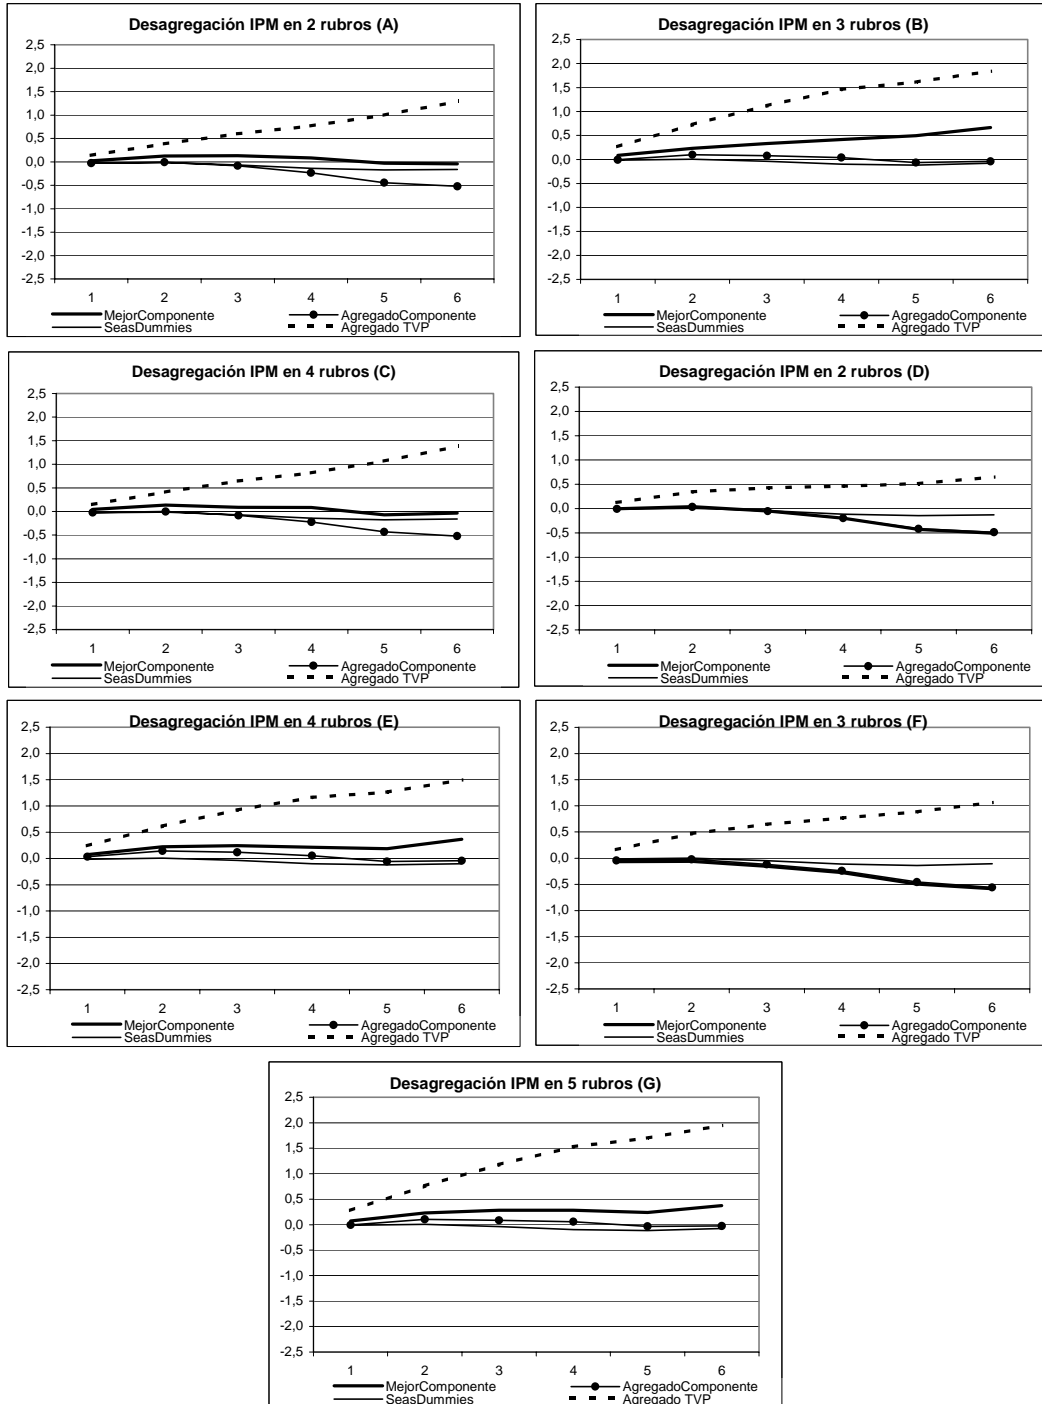 Desagregación IPM en 2 rubros (A)
2,5
2,0
1,5
1,0
0,5
0,0
-0,5
-1,0
-1,5
-2,0
-2,5
1 2 3 4 5 6
MejorComponente AgregadoComponente
SeasDummies Agregado TVP
Desagregación IPM en 3 rubros (B)
2,5
2,0
1,5
1,0
0,5
0,0
-0,5
-1,0
-1,5
-2,0
-2,5
1 2 3 4 5 6
MejorComponente AgregadoComponente
SeasDummies Agregado TVP
Desagregación IPM en 4 rubros (C)
2,5
2,0
1,5
1,0
0,5
0,0
-0,5
-1,0
-1,5
-2,0
-2,5
1 2 3 4 5 6
MejorComponente AgregadoComponente
SeasDummies Agregado TVP
Desagregación IPM en 2 rubros (D)
2,5
2,0
1,5
1,0
0,5
0,0
-0,5
-1,0
-1,5
-2,0
-2,5
1 2 3 4 5 6
MejorComponente AgregadoComponente
SeasDummies Agregado TVP
Desagregación IPM en 4 rubros (E)
2,5
2,0
1,5
1,0
0,5
0,0
-0,5
-1,0
-1,5
-2,0
-2,5
1 2 3 4 5 6
MejorComponente AgregadoComponente
SeasDummies Agregado TVP
Desagregación IPM en 3 rubros (F)
2,5
2,0
1,5
1,0
0,5
0,0
-0,5
-1,0
-1,5
-2,0
-2,5
1 2 3 4 5 6
MejorComponente AgregadoComponente
SeasDummies Agregado TVP
Desagregación IPM en 5 rubros (G)
2,5
2,0
1,5
1,0
0,5
0,0
-0,5
-1,0
-1,5
-2,0
-2,5
1 2 3 4 5 6
MejorComponente AgregadoComponente
SeasDummies Agregado TVP